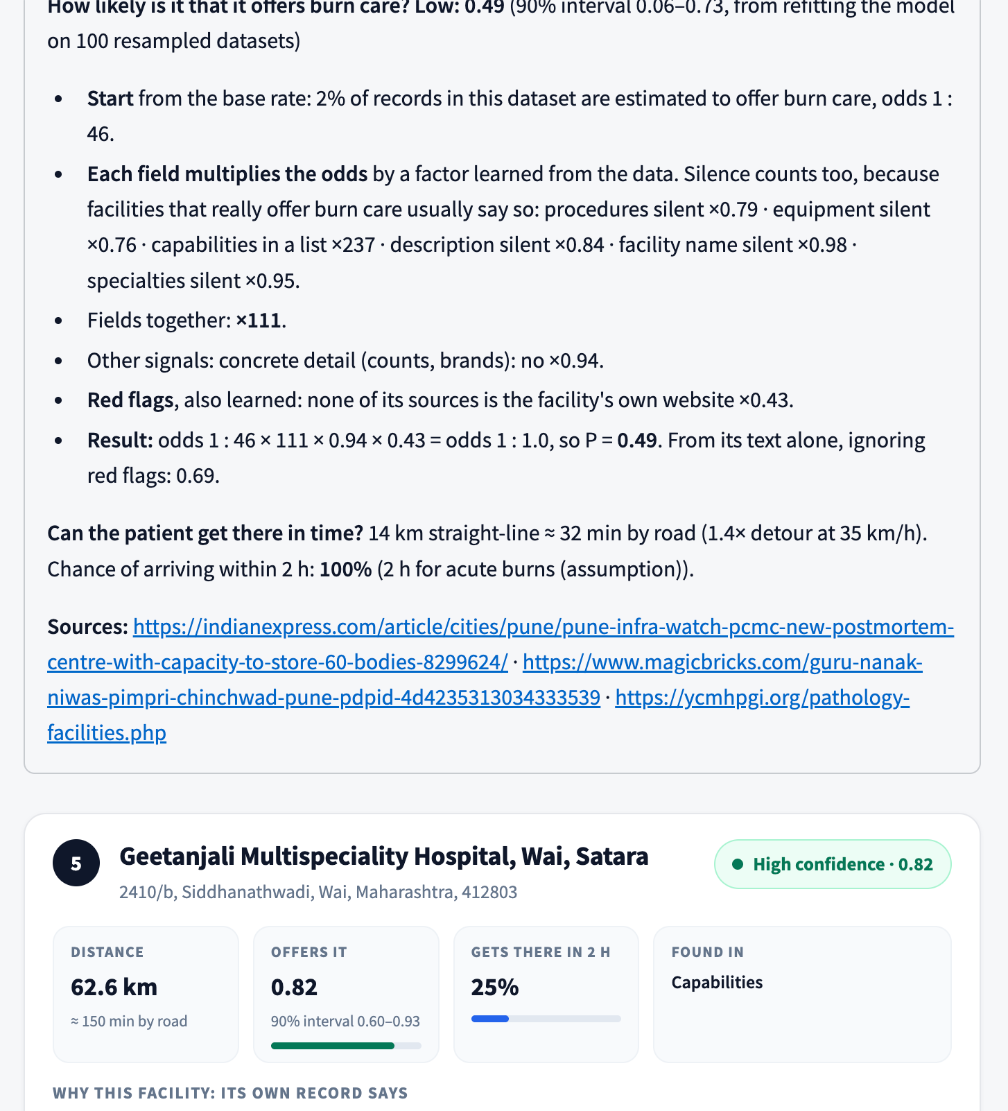 How likely is it that it offers burn care? Low: 0.49 (90% interval 0.06–0.73, from refitting the model
on 100 resampled datasets)
• Start from the base rate: 2% of records in this dataset are estimated to offer burn care, odds 1 :
46.
• Each field multiplies the odds by a factor learned from the data. Silence counts too, because
facilities that really offer burn care usually say so: procedures silent ×0.79 · equipment silent
×0.76 · capabilities in a list ×237 · description silent ×0.84 · facility name silent ×0.98 ·
specialties silent ×0.95.
• Fields together: ×111.
• Other signals: concrete detail (counts, brands): no ×0.94.
• Red flags, also learned: none of its sources is the facility's own website ×0.43.
• Result: odds 1 : 46 × 111 × 0.94 × 0.43 = odds 1 : 1.0, so P = 0.49. From its text alone, ignoring
red flags: 0.69.
Can the patient get there in time? 14 km straight-line ≈ 32 min by road (1.4× detour at 35 km/h).
Chance of arriving within 2 h: 100% (2 h for acute burns (assumption)).
Sources: https://indianexpress.com/article/cities/pune/pune-infra-watch-pcmc-new-postmortem-
centre-with-capacity-to-store-60-bodies-8299624/ · https://www.magicbricks.com/guru-nanak-
niwas-pimpri-chinchwad-pune-pdpid-4d4235313034333539 · https://ycmhpgi.org/pathology-
facilities.php
5 Geetanjali Multispeciality Hospital, Wai, Satara
High confidence · 0.82
2410/b, Siddhanathwadi, Wai, Maharashtra, 412803
DISTANCE
62.6 km
≈ 150 min by road
OFFERS IT
0.82
90% interval 0.60–0.93
GETS THERE IN 2 H
25%
FOUND IN
Capabilities
WHY THIS FACILITY: ITS OWN RECORD SAYS